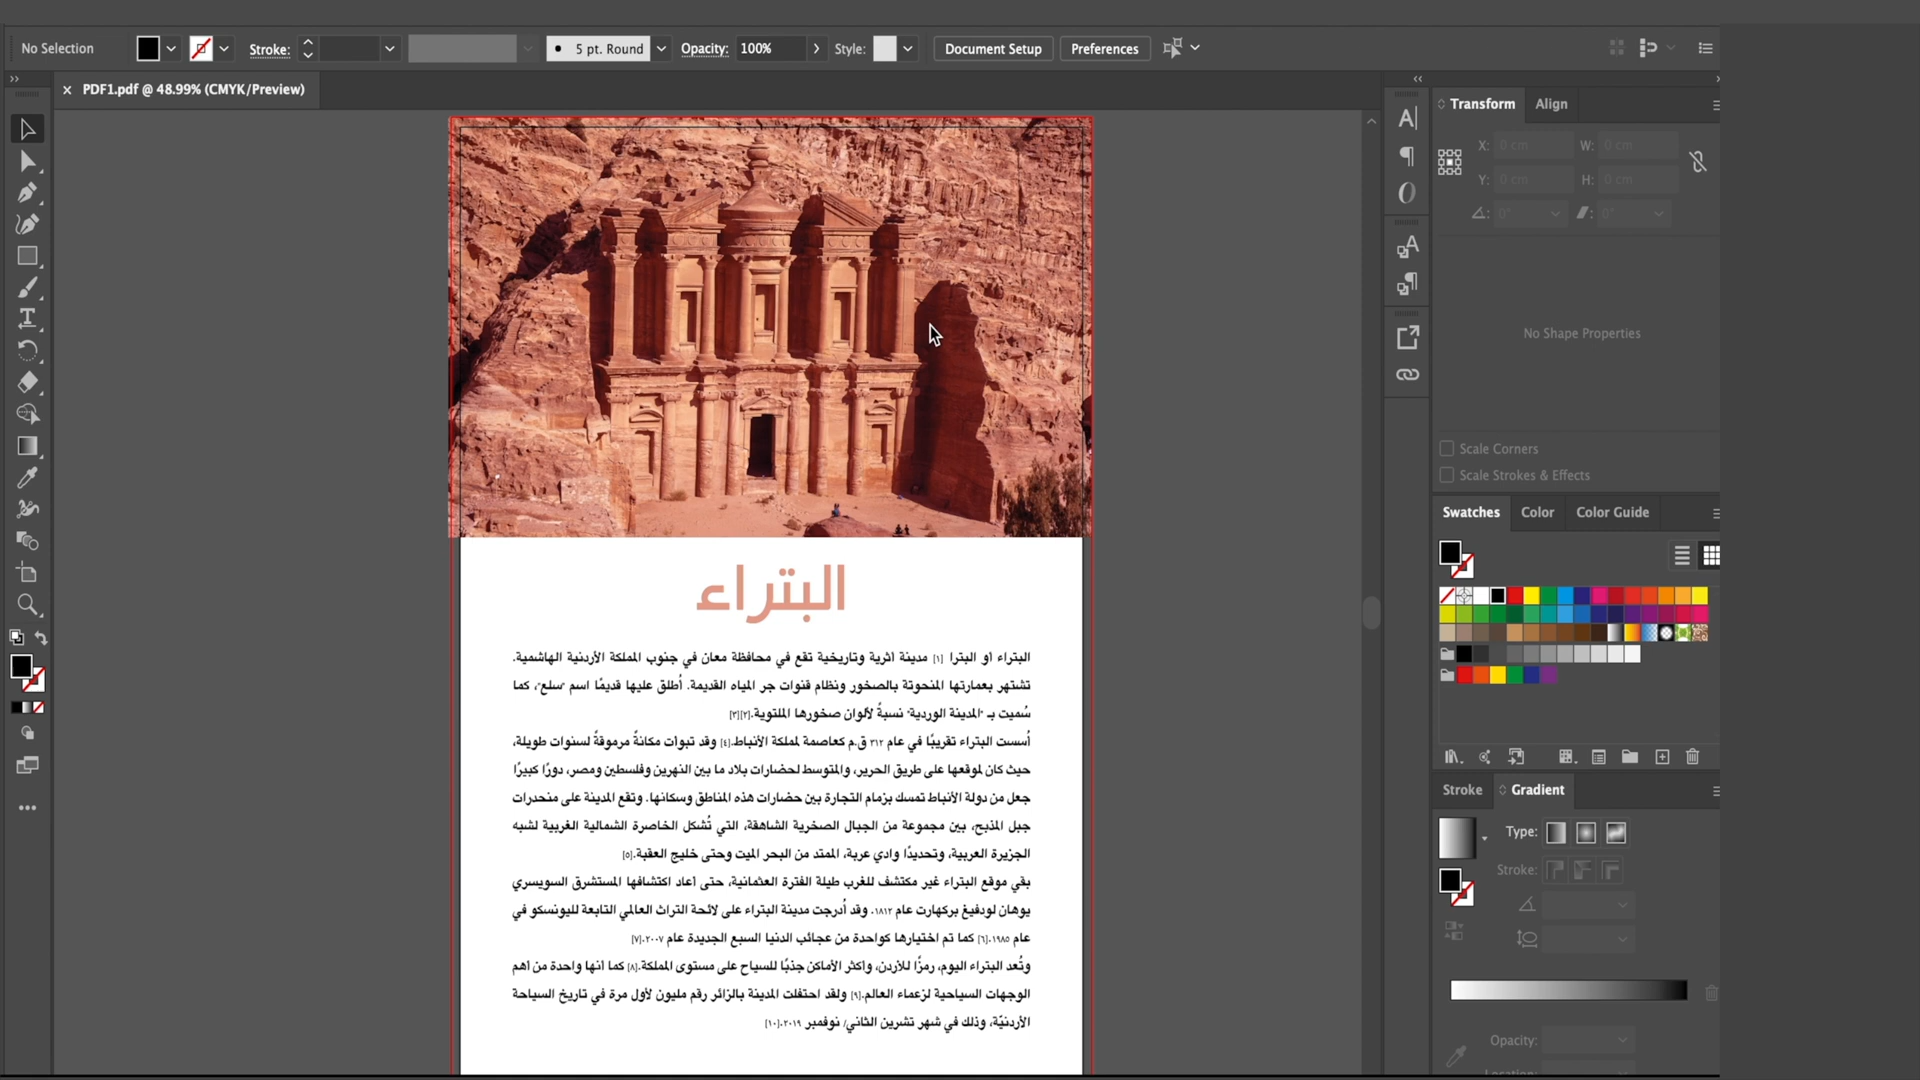 No Selection
Stroke:
5 pt. Round
Opacity: 100%
Style:
Document Setup
Preferences
PDF1.pdf @ 48.99% (CMYK/Preview)
Transform
Align
X: 0 cm
W: 0 cm
Y: 0 cm
H: 0 cm
0°
0°
No Shape Properties
Scale Corners
Scale Strokes & Effects
Swatches
Color
Color Guide
Stroke
Gradient
Type:
Stroke:
Opacity:
البتراء
البتراء أو البترا [١] مدينة أثرية وتاريخية تقع في محافظة معان في جنوب المملكة الأردنية الهاشمية.
تشتهر بعمارتها المنحوتة بالصخور ونظام قنوات جر المياه القديمة. أُطلق عليها قديمًا اسم "سلع"، كما
سُميت بـ "المدينة الوردية" نسبةً لألوان صخورها الملتوية.[٢][٣]
أُسست البتراء تقريبًا في عام ٣١٢ ق.م كعاصمة لمملكة الأنباط.[٤] وقد تبوأت مكانةً مرموقةً لسنوات طويلة،
حيث كان لموقعها على طريق الحرير، والمتوسط لحضارات بلاد ما بين النهرين وفلسطين ومصر، دورًا كبيرًا
جعل من دولة الأنباط تمسك بزمام التجارة بين حضارات هذه المناطق وسكانها. وتقع المدينة على منحدرات
جبل المذبح، بين مجموعة من الجبال الصخرية الشاهقة، التي تُشكل الخاصرة الشمالية الغربية لشبه
الجزيرة العربية، وتحديدًا وادي عربة، الممتد من البحر الميت وحتى خليج العقبة.[٥]
بقي موقع البتراء غير مكتشف للغرب طيلة الفترة العثمانية، حتى أعاد اكتشافها المستشرق السويسري
يوهان لودفيغ بركهارت عام ١٨١٢. وقد أُدرجت مدينة البتراء على لائحة التراث العالمي التابعة لليونسكو في
عام ١٩٨٥.[٦] كما تم اختيارها كواحدة من عجائب الدنيا السبع الجديدة عام ٢٠٠٧.[٧]
وتُعد البتراء اليوم، رمزًا للأردن، وأكثر الأماكن جذبًا للسياح على مستوى المملكة.[٨] كما أنها واحدة من أهم
الوجهات السياحية لزعماء العالم.[٩] ولقد احتفلت المدينة بالزائر رقم مليون لأول مرة في تاريخ السياحة
الأردنيّة، وذلك في شهر تشرين الثاني/ نوفمبر ٢٠١٩.[١٠]